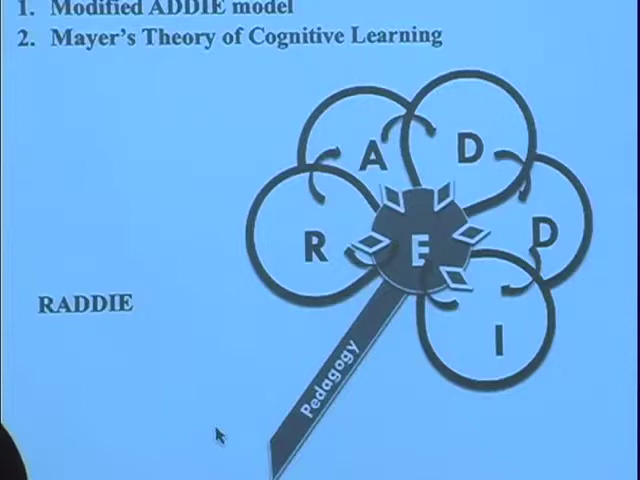 1. Modified ADDIE model
2. Mayer's Theory of Cognitive Learning
A
D
R
E
D
RADDIE
I
Pedagogy